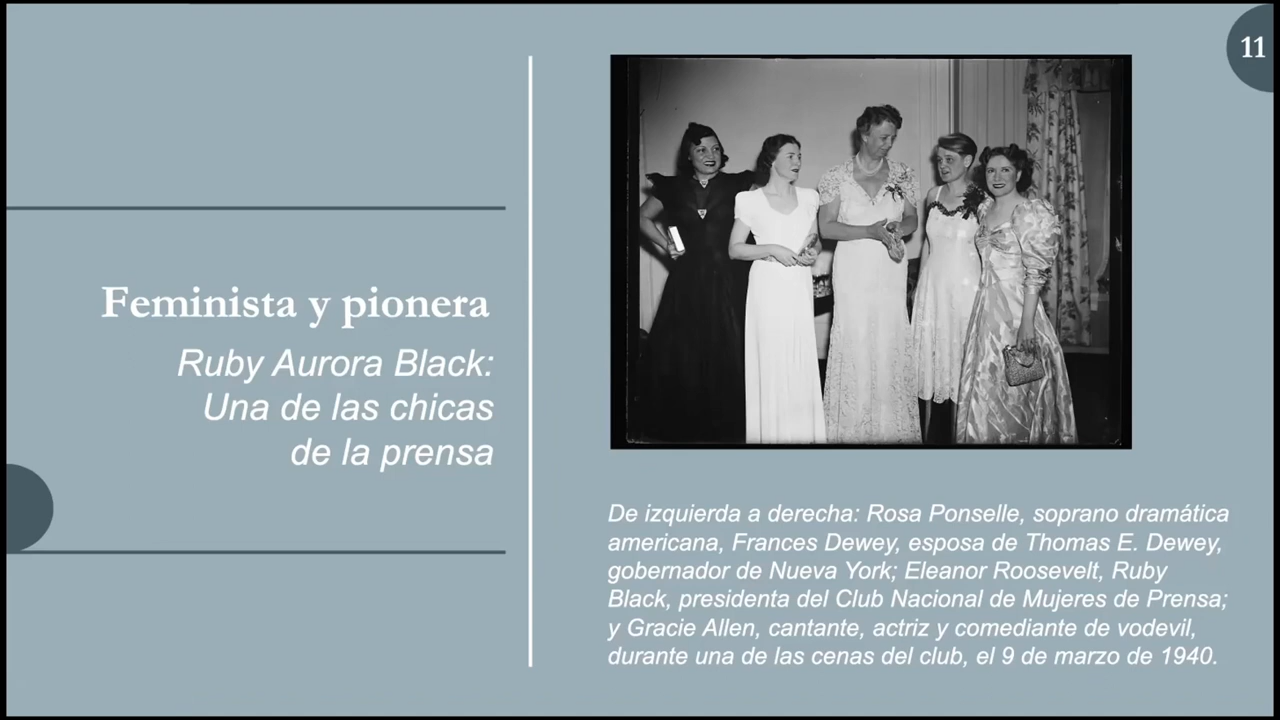 11
Feminista y pionera
Ruby Aurora Black:
Una de las chicas
de la prensa
De izquierda a derecha: Rosa Ponselle, soprano dramática
americana, Frances Dewey, esposa de Thomas E. Dewey,
gobernador de Nueva York; Eleanor Roosevelt, Ruby
Black, presidenta del Club Nacional de Mujeres de Prensa;
y Gracie Allen, cantante, actriz y comediante de vodevil,
durante una de las cenas del club, el 9 de marzo de 1940.